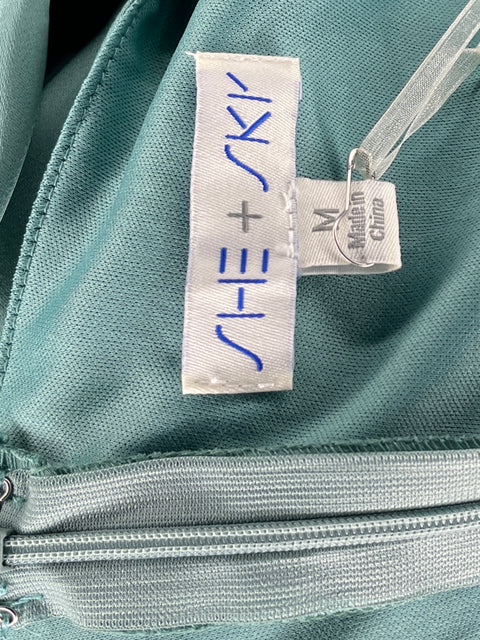 SHE + SKY
M
Made in
China